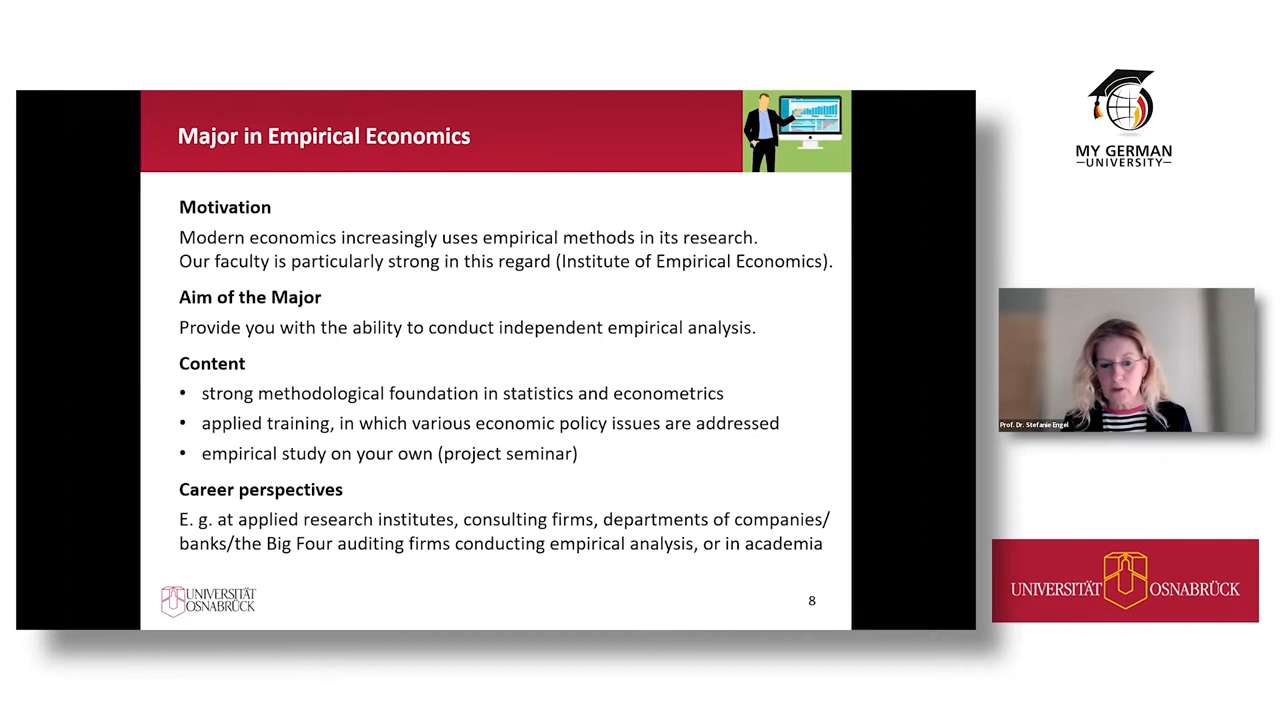 Major in Empirical Economics
Motivation
Modern economics increasingly uses empirical methods in its research.
Our faculty is particularly strong in this regard (Institute of Empirical Economics).
Aim of the Major
Provide you with the ability to conduct independent empirical analysis.
Content
• strong methodological foundation in statistics and econometrics
• applied training, in which various economic policy issues are addressed
• empirical study on your own (project seminar)
Career perspectives
E. g. at applied research institutes, consulting firms, departments of companies/
banks/the Big Four auditing firms conducting empirical analysis, or in academia
UNIVERSITÄT
OSNABRÜCK
8
MY GERMAN
UNIVERSITY
Prof. Dr. Stefanie Engel
UNIVERSITÄT OSNABRÜCK